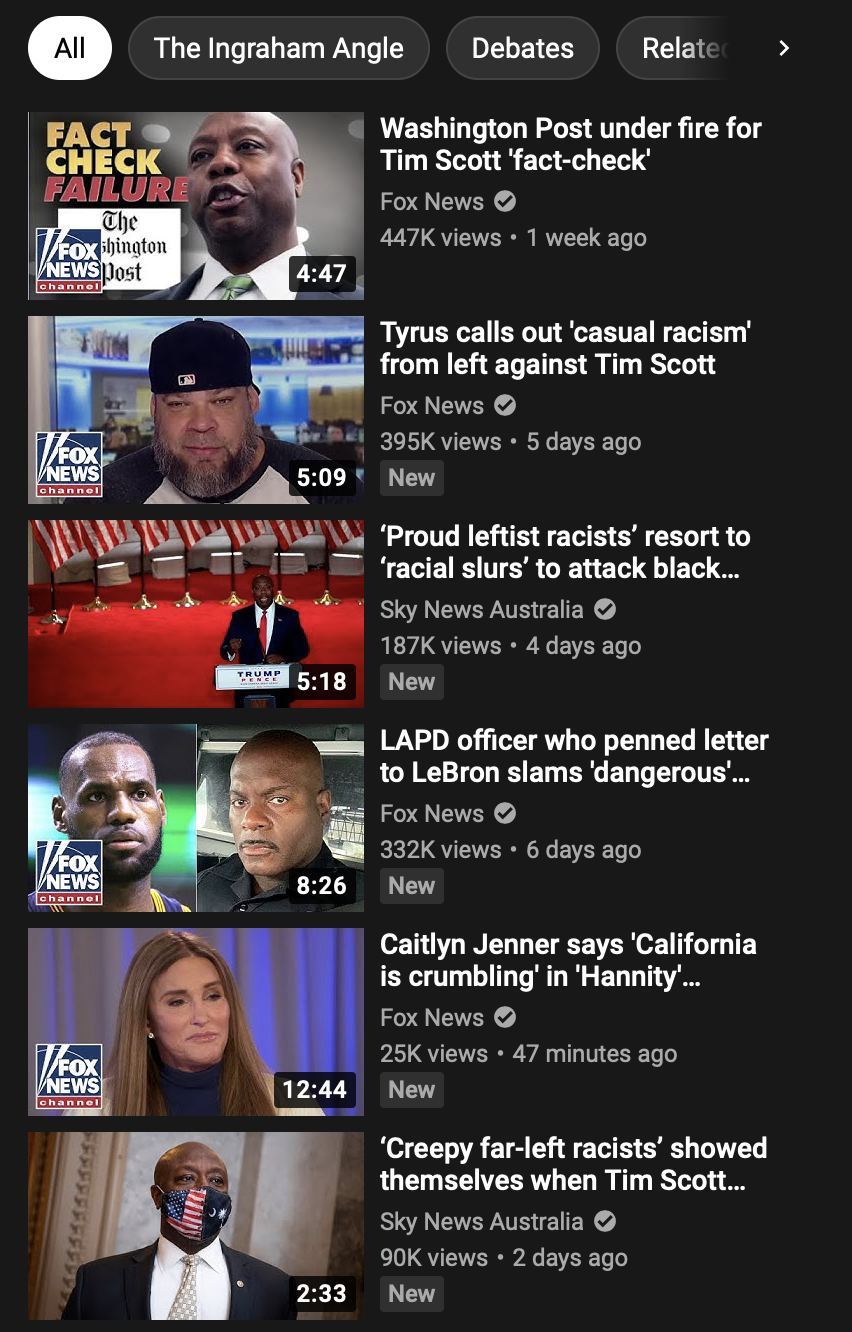 All
The Ingraham Angle
Debates
Related
FACT
CHECK
FAILURE
The
shington
Post
FOX
NEWS
channel
4:47
Washington Post under fire for
Tim Scott 'fact-check'
Fox News
447K views • 1 week ago
FOX
NEWS
channel
5:09
Tyrus calls out 'casual racism'
from left against Tim Scott
Fox News
395K views • 5 days ago
New
TRUMP
PENCE
5:18
‘Proud leftist racists’ resort to
‘racial slurs’ to attack black...
Sky News Australia
187K views • 4 days ago
New
FOX
NEWS
channel
8:26
LAPD officer who penned letter
to LeBron slams 'dangerous'...
Fox News
332K views • 6 days ago
New
FOX
NEWS
channel
12:44
Caitlyn Jenner says 'California
is crumbling' in 'Hannity'...
Fox News
25K views • 47 minutes ago
New
2:33
‘Creepy far-left racists’ showed
themselves when Tim Scott...
Sky News Australia
90K views • 2 days ago
New